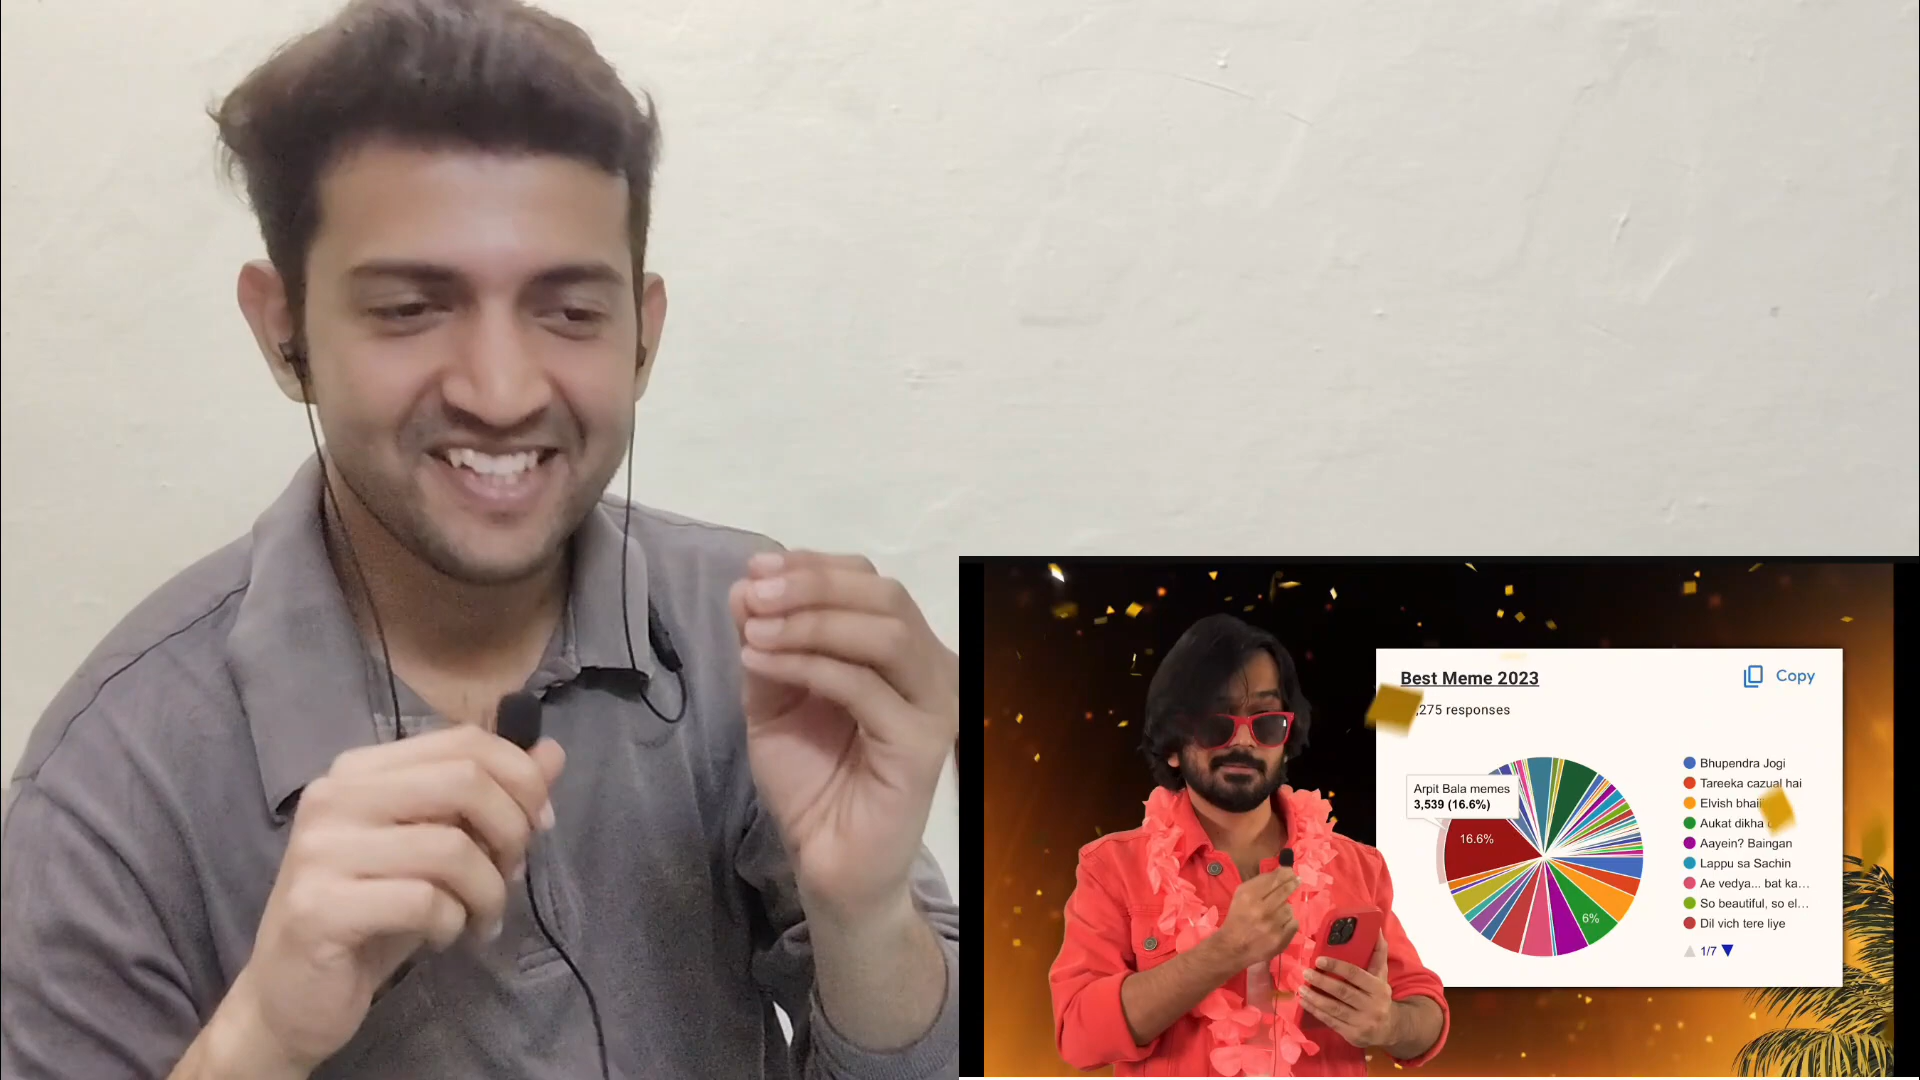 Best Meme 2023
Copy
,275 responses
Arpit Bala memes
3,539 (16.6%)
16.6%
6%
Bhupendra Jogi
Tareeka cazual hai
Elvish bhai
Aukat dikha
Aayein? Baingan
Lappu sa Sachin
Ae vedya... bat ka...
So beautiful, so el...
Dil vich tere liye
1/7